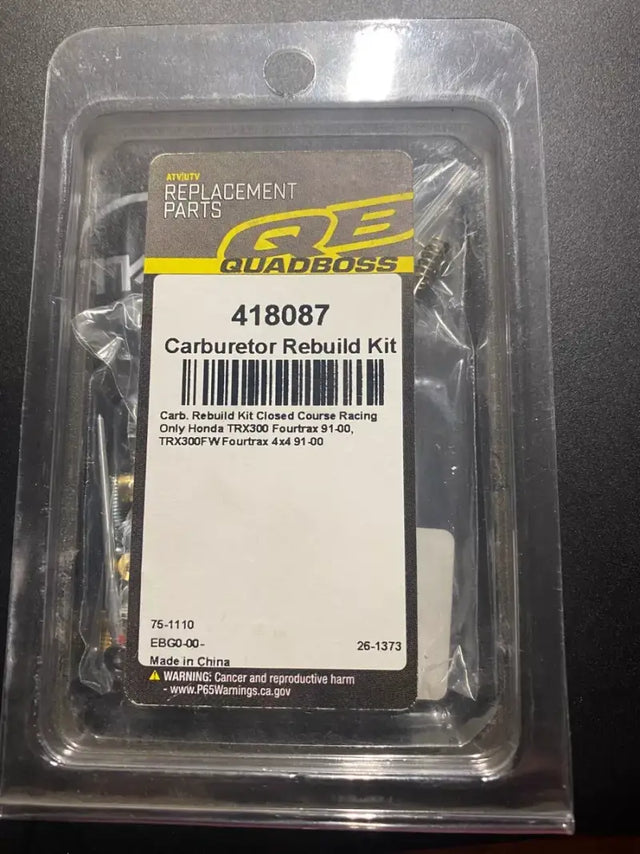 ATV|UTV
REPLACEMENT
PARTS
QB
QUADBOSS
418087
Carburetor Rebuild Kit
Carb. Rebuild Kit Closed Course Racing
Only Honda TRX300 Fourtrax 91-00,
TRX300FW Fourtrax 4x4 91-00
75-1110
EBG0-00-
26-1373
Made in China
WARNING: Cancer and reproductive harm
- www.P65Warnings.ca.gov